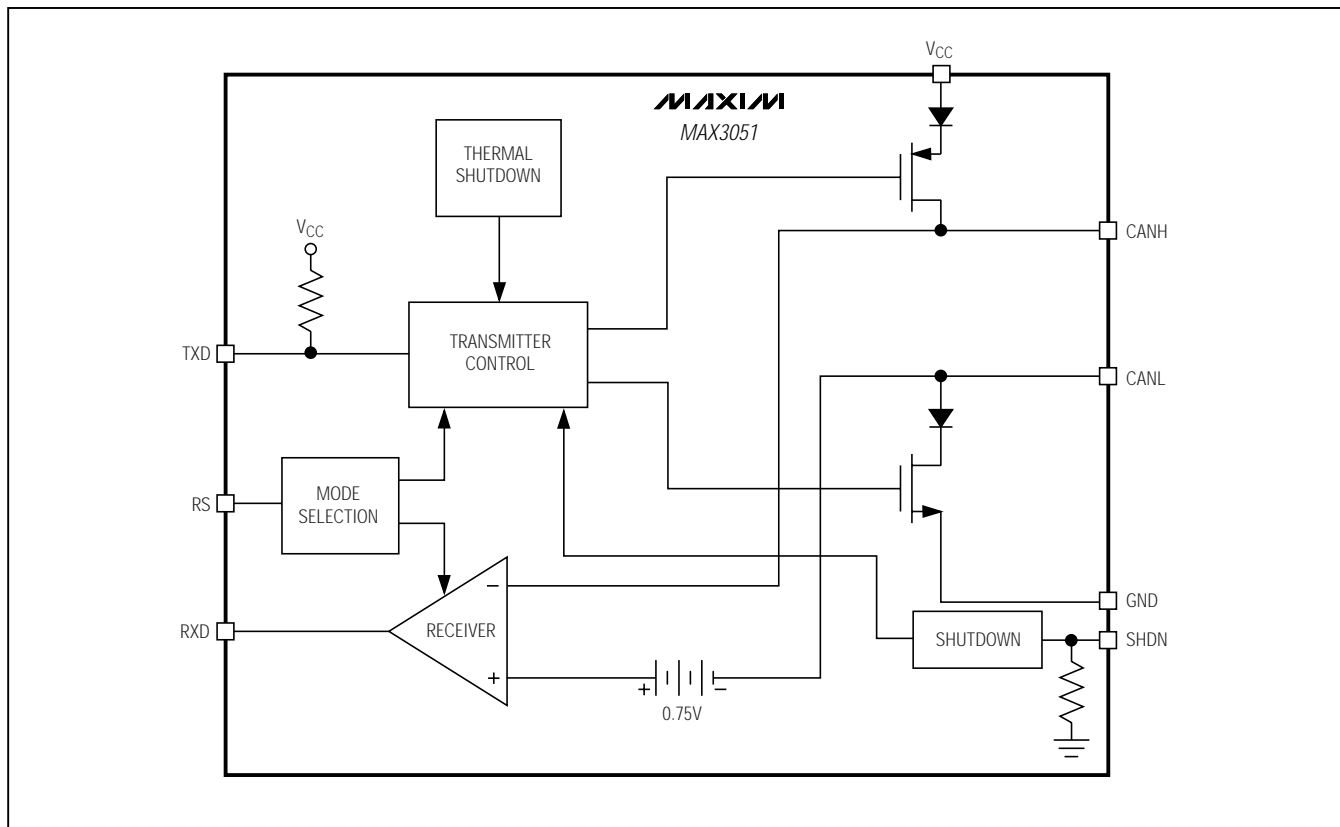 VCC
MAXIM
MAX3051
THERMAL
SHUTDOWN
VCC
CANH
TXD
TRANSMITTER
CONTROL
CANL
RS
MODE
SELECTION
GND
RXD
−
RECEIVER
+
SHUTDOWN
SHDN
+
−
0.75V